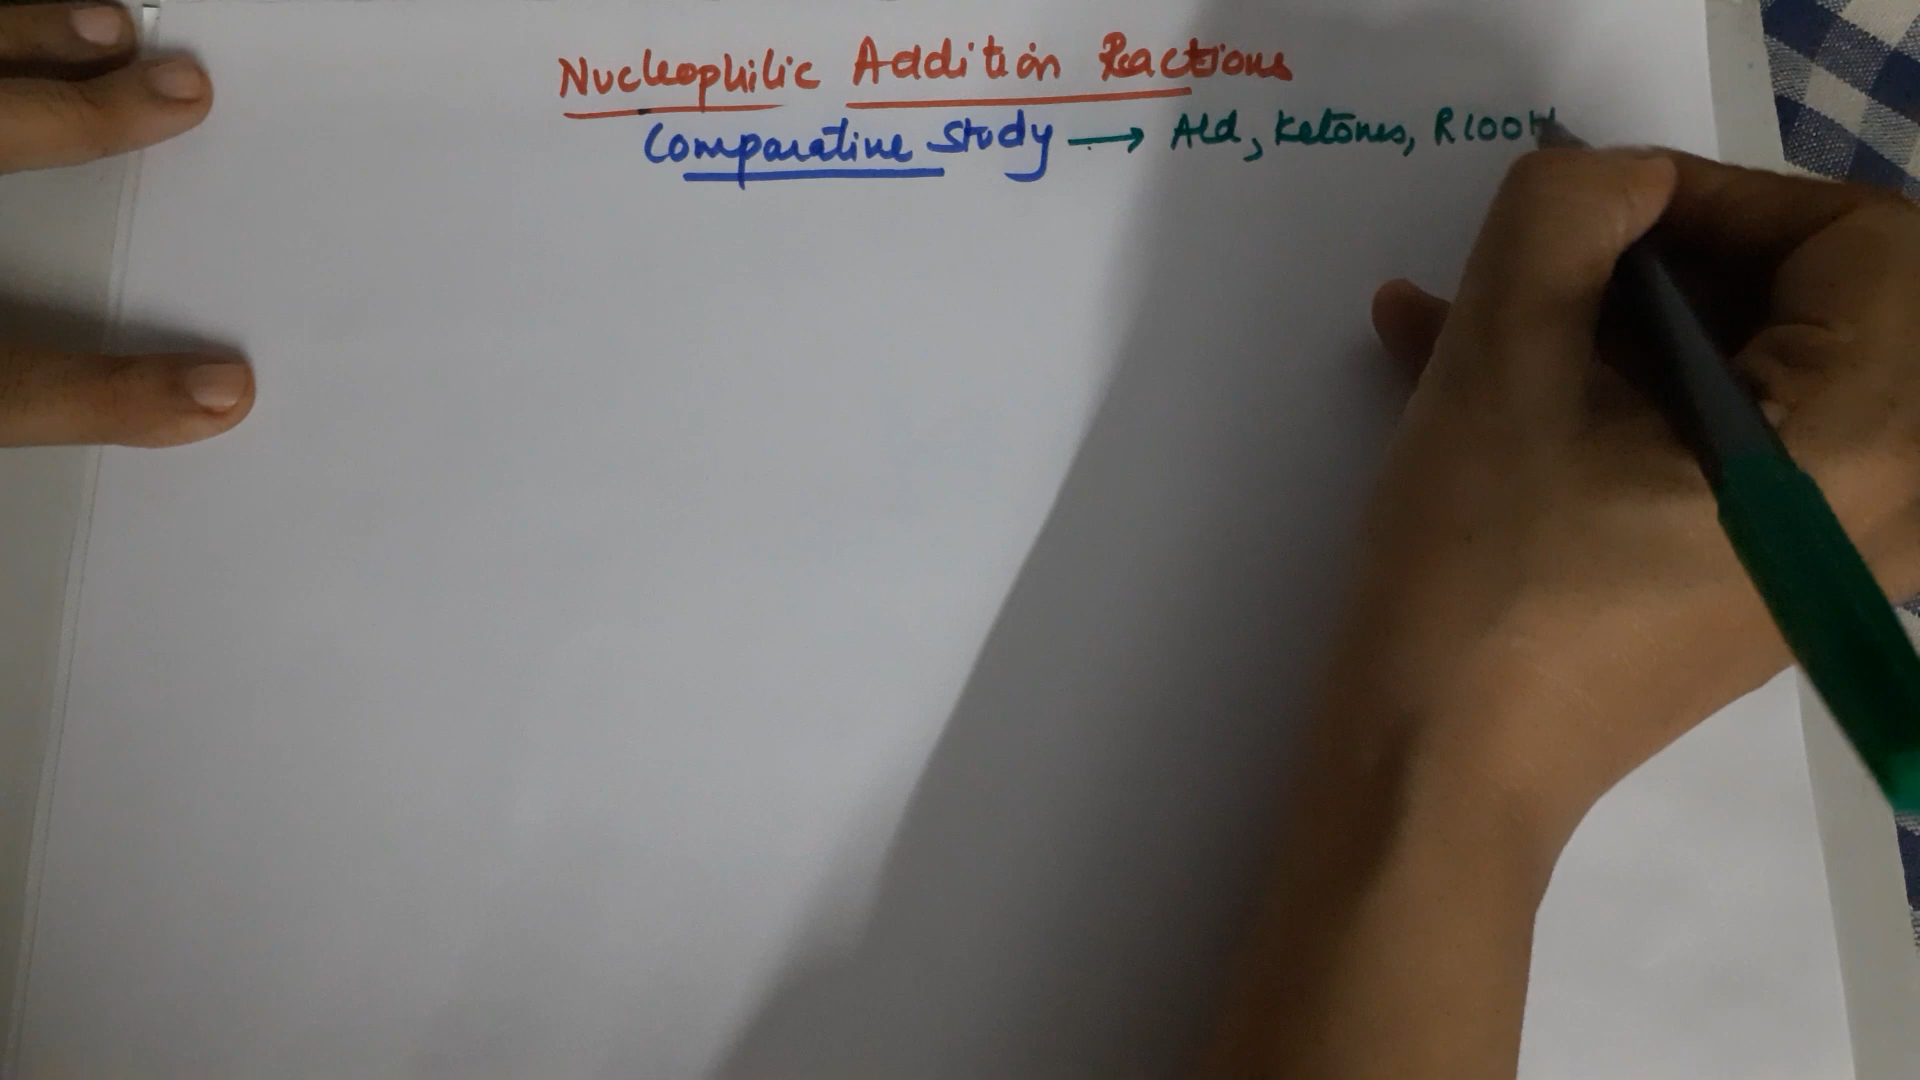 Nucleophilic Addition Reactions
Comparative Study → Ald, Ketones, RCOOH